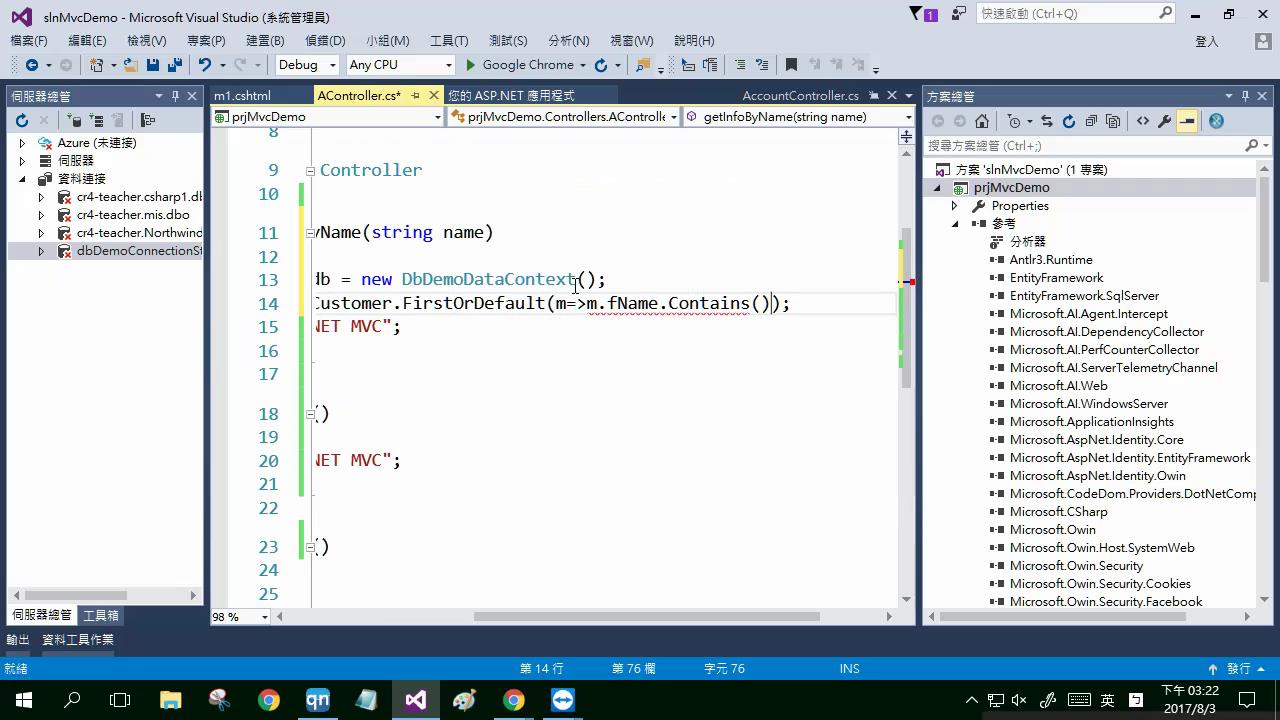 slnMvcDemo - Microsoft Visual Studio (系統管理員)
1
快速啟動 (Ctrl+Q)
檔案(F) 編輯(E) 檢視(V) 專案(P) 建置(B) 偵錯(D) 小組(M) 工具(T) 測試(S) 分析(N) 視窗(W) 說明(H)
登入
Debug Any CPU Google Chrome
伺服器總管
Azure (未連接)
伺服器
資料連接
cr4-teacher.csharp1.db
cr4-teacher.mis.dbo
cr4-teacher.Northwind
dbDemoConnectionSt
伺服器總管 工具箱
m1.cshtml AController.cs* 您的 ASP.NET 應用程式 AccountController.cs
prjMvcDemo prjMvcDemo.Controllers.AControlle getInfoByName(string name)
8
9 Controller
10
11 yName(string name)
12
13 db = new DbDemoDataContext();
14 Customer.FirstOrDefault(m=>m.fName.Contains());
15 NET MVC";
16
17
18 ()
19
20 NET MVC";
21
22
23 ()
24
25
98 %
方案總管
搜尋方案總管 (Ctrl+;)
方案 'slnMvcDemo' (1 專案)
prjMvcDemo
Properties
參考
分析器
Antlr3.Runtime
EntityFramework
EntityFramework.SqlServer
Microsoft.AI.Agent.Intercept
Microsoft.AI.DependencyCollector
Microsoft.AI.PerfCounterCollector
Microsoft.AI.ServerTelemetryChannel
Microsoft.AI.Web
Microsoft.AI.WindowsServer
Microsoft.ApplicationInsights
Microsoft.AspNet.Identity.Core
Microsoft.AspNet.Identity.EntityFramework
Microsoft.AspNet.Identity.Owin
Microsoft.CodeDom.Providers.DotNetComp
Microsoft.CSharp
Microsoft.Owin
Microsoft.Owin.Host.SystemWeb
Microsoft.Owin.Security
Microsoft.Owin.Security.Cookies
Microsoft.Owin.Security.Facebook
輸出 資料工具作業
就緒 第 14 行 第 76 欄 字元 76 INS 發行
qn
英
下午 03:22
2017/8/3